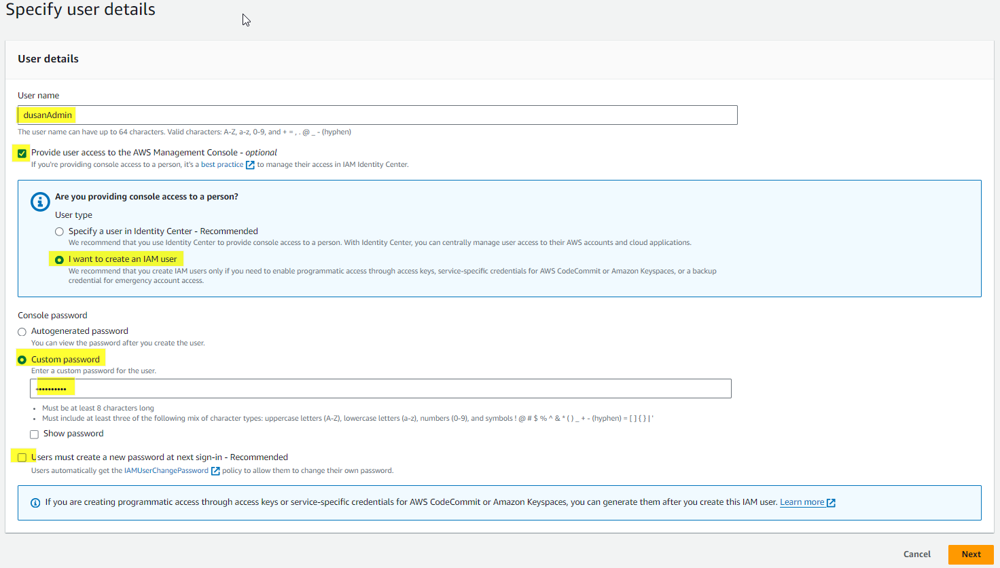 Specify user details
User details
User name
dusanAdmin
The user name can have up to 64 characters. Valid characters: A-Z, a-z, 0-9, and + = , . @ _ - (hyphen)
Provide user access to the AWS Management Console - optional
If you're providing console access to a person, it's a best practice to manage their access in IAM Identity Center.
Are you providing console access to a person?
User type
Specify a user in Identity Center - Recommended
We recommend that you use Identity Center to provide console access to a person. With Identity Center, you can centrally manage user access to their AWS accounts and cloud applications.
I want to create an IAM user
We recommend that you create IAM users only if you need to enable programmatic access through access keys, service-specific credentials for AWS CodeCommit or Amazon Keyspaces, or a backup
credential for emergency account access.
Console password
Autogenerated password
You can view the password after you create the user.
Custom password
Enter a custom password for the user.
••••••••••
• Must be at least 8 characters long
• Must include at least three of the following mix of character types: uppercase letters (A-Z), lowercase letters (a-z), numbers (0-9), and symbols ! @ # $ % ^ & * ( ) _ + - (hyphen) = [ ] { } | '
Show password
Users must create a new password at next sign-in - Recommended
Users automatically get the IAMUserChangePassword policy to allow them to change their own password.
If you are creating programmatic access through access keys or service-specific credentials for AWS CodeCommit or Amazon Keyspaces, you can generate them after you create this IAM user. Learn more
Cancel
Next